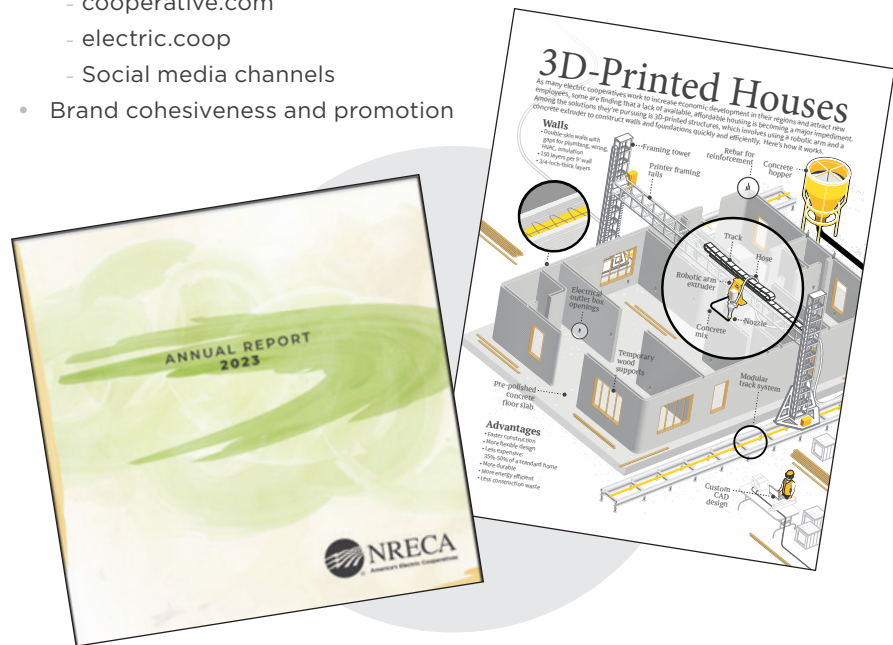 - cooperative.com
- electric.coop
- Social media channels
• Brand cohesiveness and promotion
ANNUAL REPORT
2023
NRECA
America's Electric Cooperatives
3D-Printed Houses
As many electric cooperatives work to increase economic development in their regions and attract new
employees, some are finding that a lack of available, affordable housing is becoming a major impediment.
Among the solutions they're pursuing is 3D-printed structures, which involves using a robotic arm and a
concrete extruder to construct walls and foundations quickly and efficiently. Here's how it works.
Walls
• Double-skin walls with
gaps for plumbing, wiring,
HVAC, insulation
• 150 layers per 9' wall
• 3/4-inch-thick layers
Framing tower
Printer framing
rails
Rebar for
reinforcement
Concrete
hopper
Track
Hose
Robotic arm
extruder
Nozzle
Concrete
mix
Electrical
outlet box
openings
Temporary
wood
supports
Pre-polished
concrete
floor slab
Modular
track system
Advantages
• Faster construction
• More flexible design
• Less expensive:
35%-50% of a standard home
• More durable
• More energy efficient
• Less construction waste
Custom
CAD
design